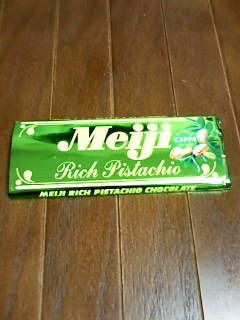 Meiji
Rich Pistachio
MEIJI RICH PISTACHIO CHOCOLATE